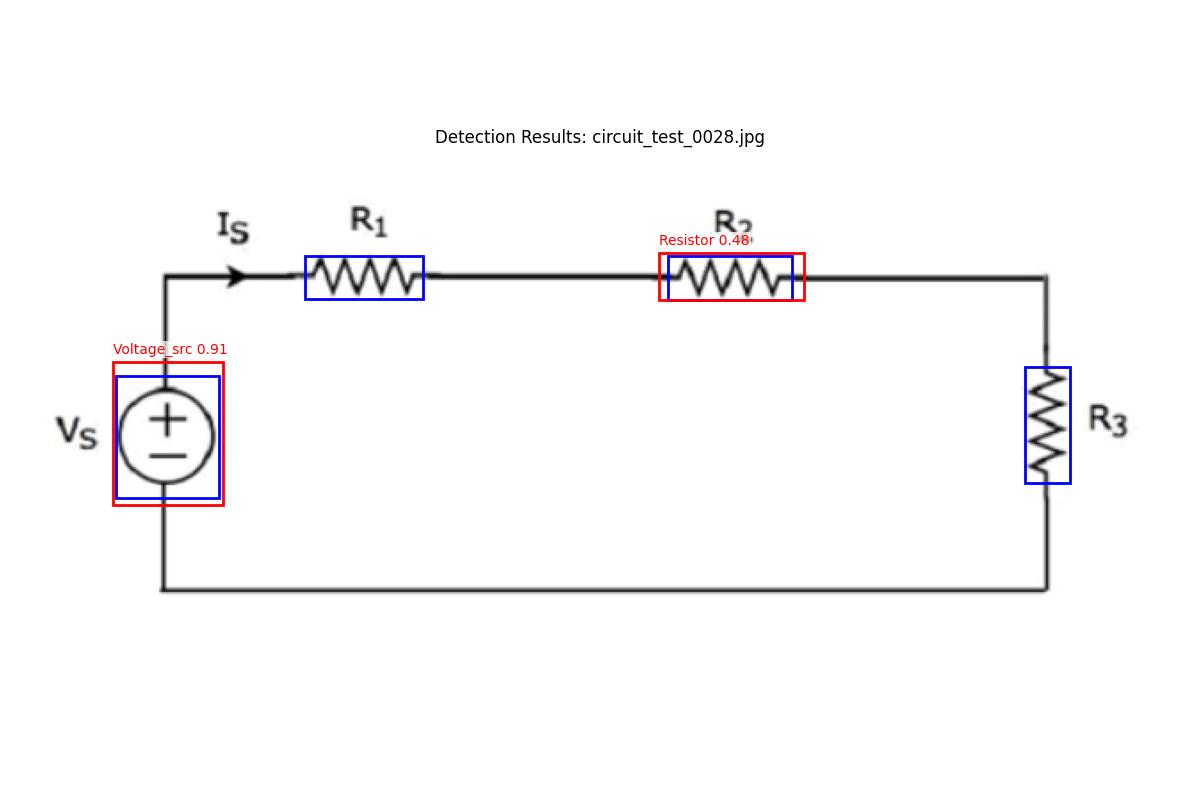 Detection Results: circuit_test_0028.jpg
IS
R1
R2
Resistor 0.48
Voltage_src 0.91
VS
+
−
R3